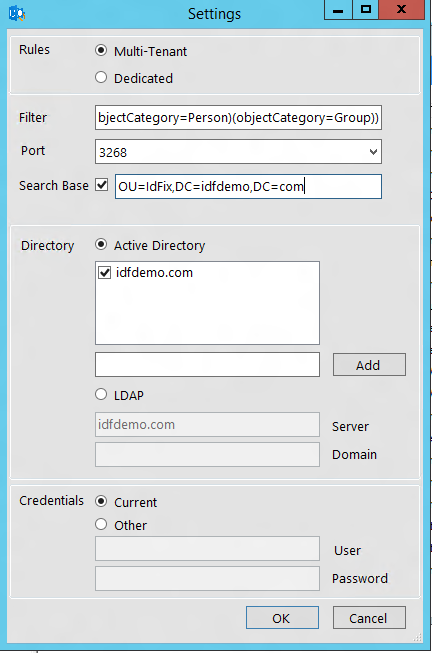 Settings
Rules
Multi-Tenant
Dedicated
Filter
bjectCategory=Person)(objectCategory=Group))
Port
3268
Search Base
OU=IdFix,DC=idfdemo,DC=com
Directory
Active Directory
idfdemo.com
Add
LDAP
idfdemo.com
Server
Domain
Credentials
Current
Other
User
Password
OK
Cancel